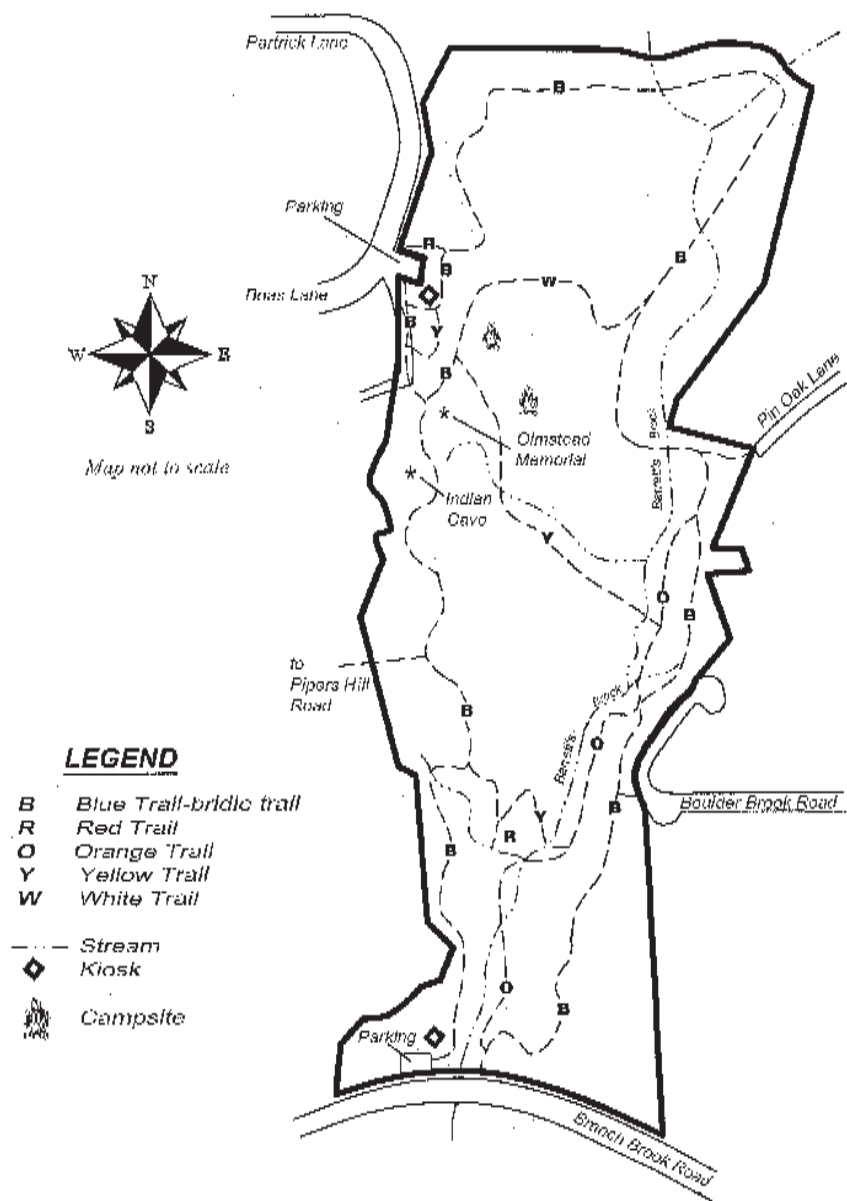 Partrick Lane
B
Parking
R
B
B
N
W
E
S
Map not to scale
W
B
Y
B
Pin Oak Lane
Olmstead
Memorial
Brook
Indian
Y
O
B
to
Pipers Hill
Road
B
Brook
O
LEGEND
B Blue Trail-bridle trail
R Red Trail
O Orange Trail
Y Yellow Trail
W White Trail
Stream
Kiosk
Campsite
Boulder Brook Road
B
Y
R
B
O
B
Parking
Branch Brook Road